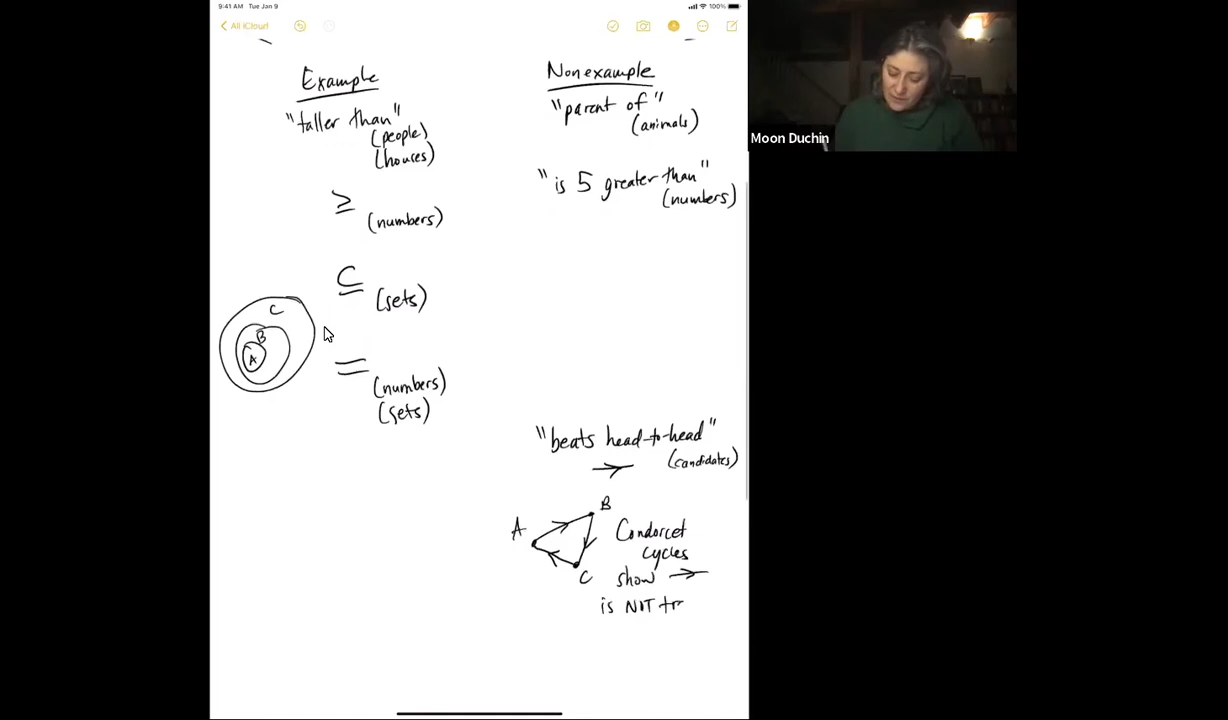 9:41 AM Tue Jan 9
100%
All iCloud
Example
"taller than"
(people)
(houses)
≥
(numbers)
⊆
(sets)
C
B
A
=
(numbers)
(sets)
Nonexample
"parent of"
(animals)
"is 5 greater than"
(numbers)
"beats head-to-head"
(candidates)
A
B
C
Condorcet
cycles
show →
is NOT tr
Moon Duchin